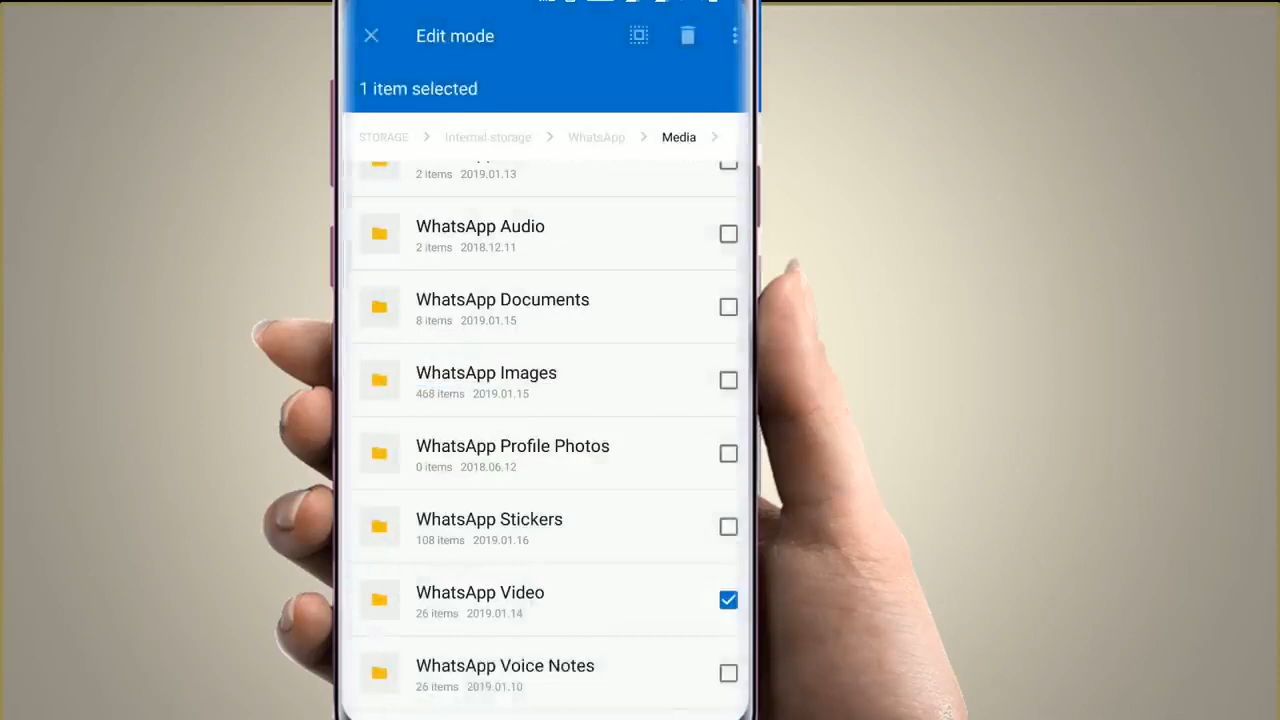 Edit mode
1 item selected
STORAGE > Internal storage > WhatsApp > Media >
2 items 2019.01.13
WhatsApp Audio
2 items 2018.12.11
WhatsApp Documents
8 items 2019.01.15
WhatsApp Images
468 items 2019.01.15
WhatsApp Profile Photos
0 items 2018.06.12
WhatsApp Stickers
108 items 2019.01.16
WhatsApp Video
26 items 2019.01.14
WhatsApp Voice Notes
26 items 2019.01.10